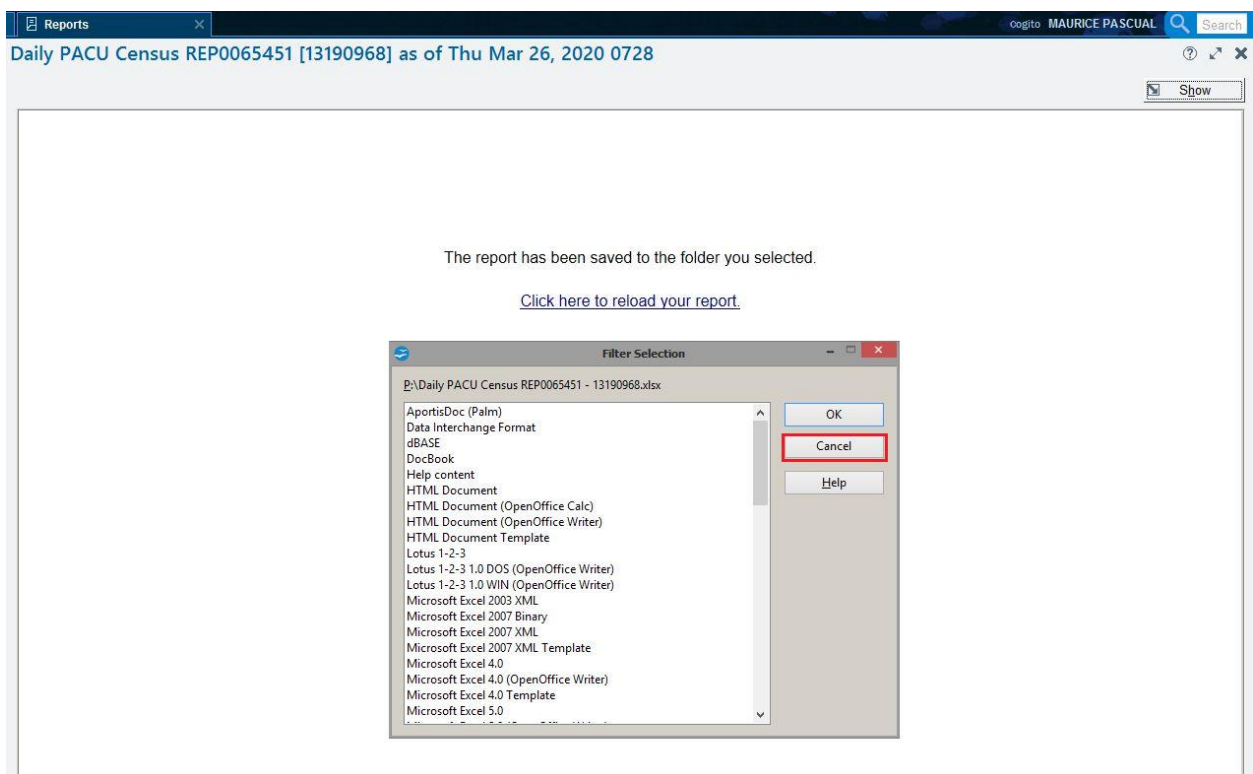 Reports
cogito MAURICE PASCUAL Search
Daily PACU Census REP0065451 [13190968] as of Thu Mar 26, 2020 0728
Show
The report has been saved to the folder you selected.
Click here to reload your report.
Filter Selection
P:\Daily PACU Census REP0065451 - 13190968.xlsx
AportisDoc (Palm)
Data Interchange Format
dBASE
DocBook
Help content
HTML Document
HTML Document (OpenOffice Calc)
HTML Document (OpenOffice Writer)
HTML Document Template
Lotus 1-2-3
Lotus 1-2-3 1.0 DOS (OpenOffice Writer)
Lotus 1-2-3 1.0 WIN (OpenOffice Writer)
Microsoft Excel 2003 XML
Microsoft Excel 2007 Binary
Microsoft Excel 2007 XML
Microsoft Excel 2007 XML Template
Microsoft Excel 4.0
Microsoft Excel 4.0 (OpenOffice Writer)
Microsoft Excel 4.0 Template
Microsoft Excel 5.0
OK
Cancel
Help